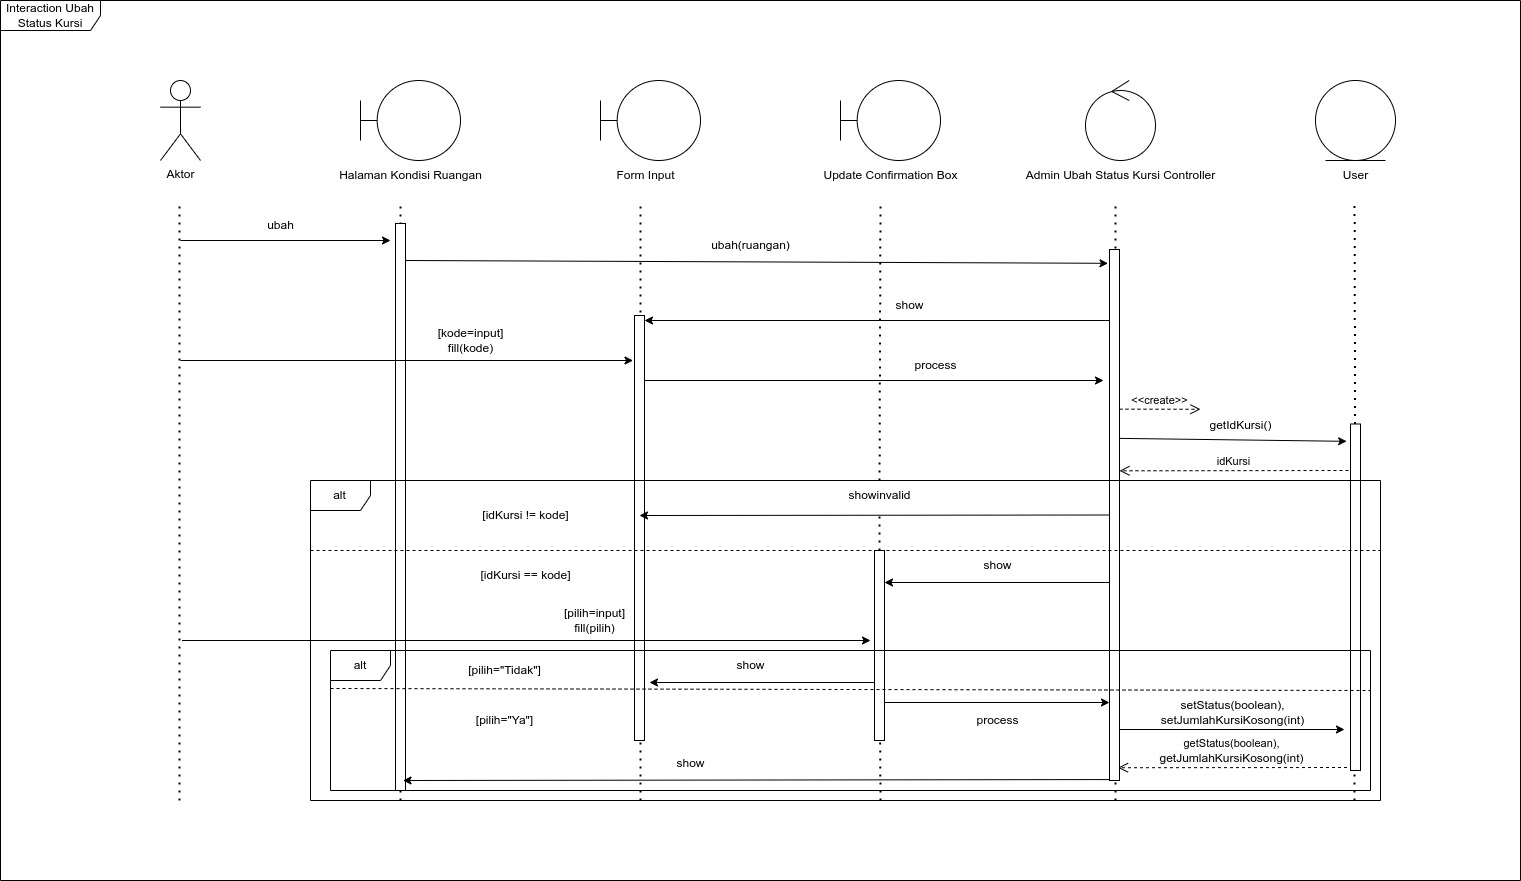 Interaction Ubah
Status Kursi
Aktor
Halaman Kondisi Ruangan
Form Input
Update Confirmation Box
Admin Ubah Status Kursi Controller
User
ubah
ubah(ruangan)
show
[kode=input]
fill(kode)
process
<<create>>
getIdKursi()
idKursi
alt
showinvalid
[idKursi != kode]
show
[idKursi == kode]
[pilih=input]
fill(pilih)
alt
[pilih="Tidak"]
show
[pilih="Ya"]
process
setStatus(boolean),
setJumlahKursiKosong(int)
getStatus(boolean),
getJumlahKursiKosong(int)
show